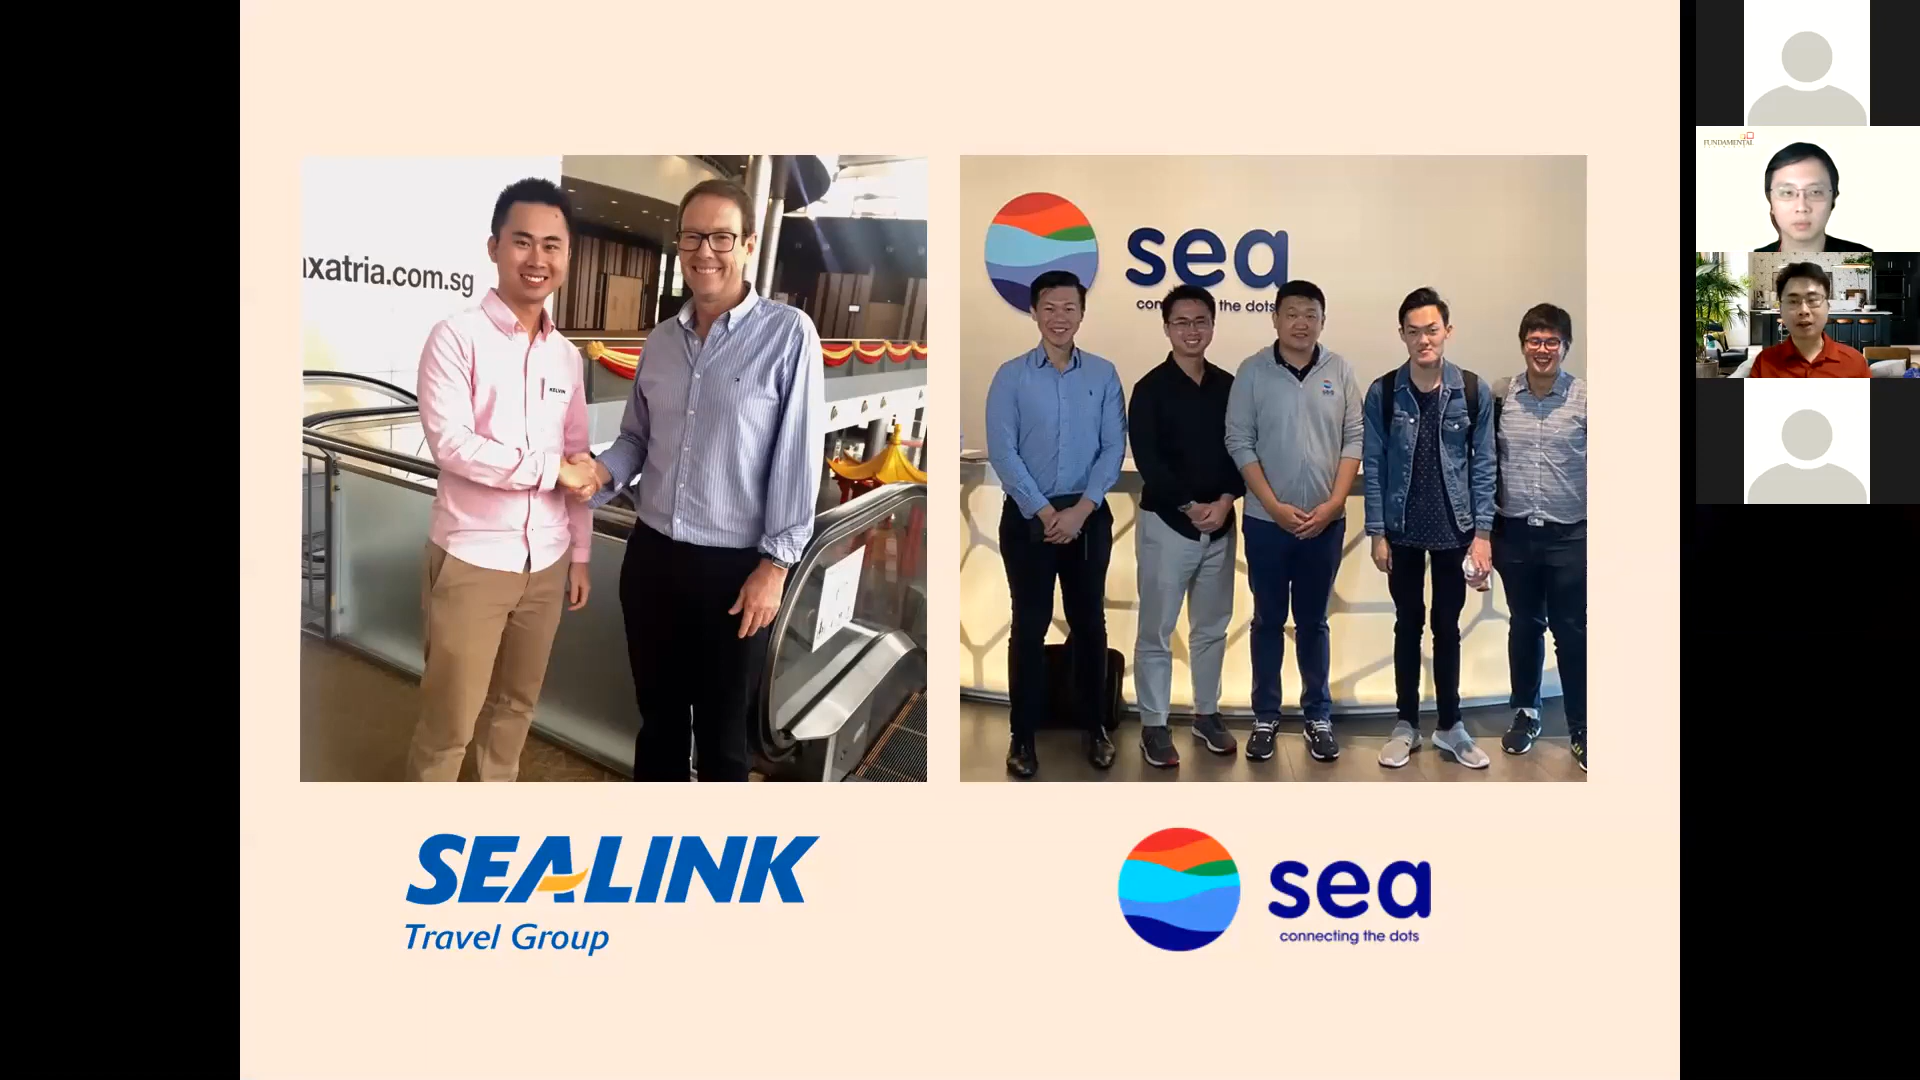 axatria.com.sg
KELVIN
sea
the dots
SEALINK
Travel Group
sea
connecting the dots
FUNDAMENTAL